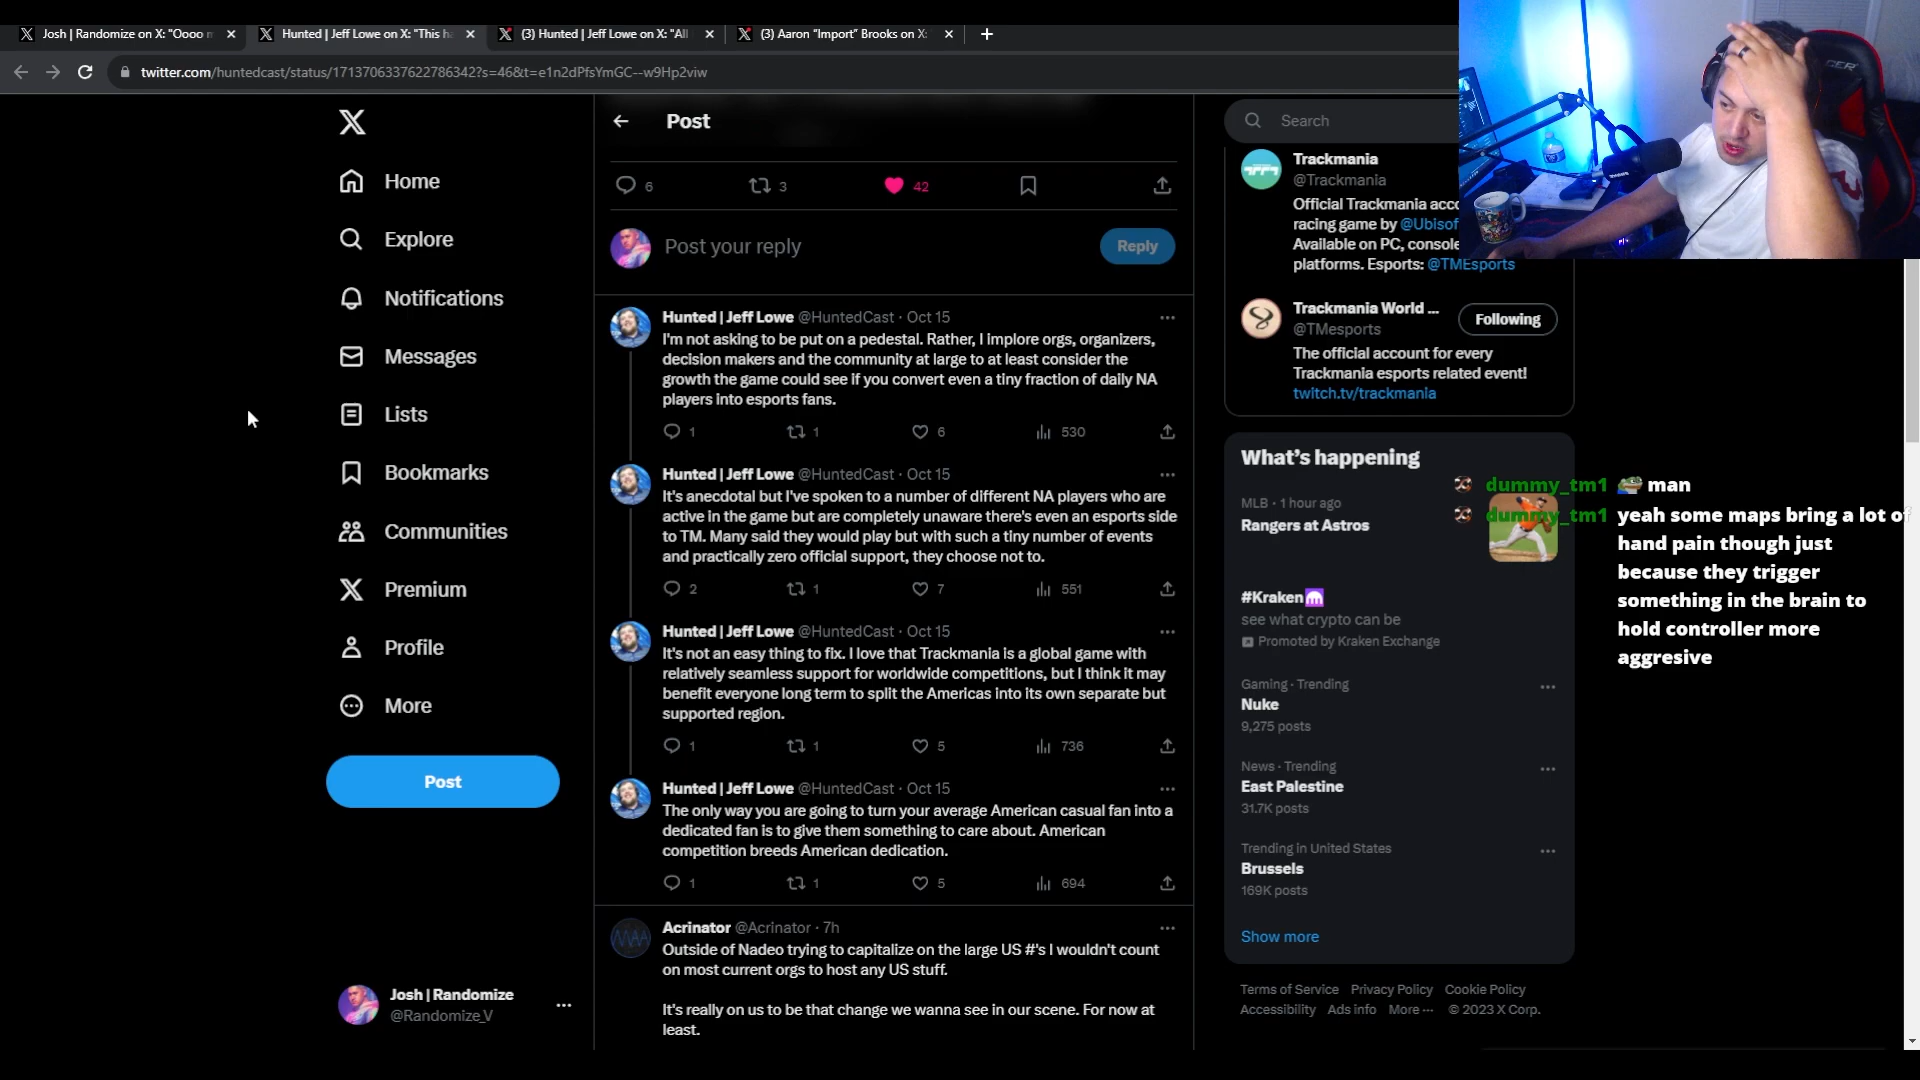 Josh | Randomize on X: "Oooo m
Hunted | Jeff Lowe on X: "This ha
(3) Hunted | Jeff Lowe on X: "All
(3) Aaron “Import” Brooks on X:
twitter.com/huntedcast/status/1713706337622786342?s=46&t=e1n2dPfsYmGC--w9Hp2viw
Home
Explore
Notifications
Messages
Lists
Bookmarks
Communities
Premium
Profile
More
Post
Josh | Randomize
@Randomize_V
Post
6 3 42
Post your reply
Reply
Hunted | Jeff Lowe @HuntedCast · Oct 15
I'm not asking to be put on a pedestal. Rather, I implore orgs, organizers,
decision makers and the community at large to at least consider the
growth the game could see if you convert even a tiny fraction of daily NA
players into esports fans.
1 1 6 530
Hunted | Jeff Lowe @HuntedCast · Oct 15
It's anecdotal but I've spoken to a number of different NA players who are
active in the game but are completely unaware there's even an esports side
to TM. Many said they would play but with such a tiny number of events
and practically zero official support, they choose not to.
2 1 7 551
Hunted | Jeff Lowe @HuntedCast · Oct 15
It's not an easy thing to fix. I love that Trackmania is a global game with
relatively seamless support for worldwide competitions, but I think it may
benefit everyone long term to split the Americas into its own separate but
supported region.
1 1 5 736
Hunted | Jeff Lowe @HuntedCast · Oct 15
The only way you are going to turn your average American casual fan into a
dedicated fan is to give them something to care about. American
competition breeds American dedication.
1 1 5 694
Acrinator @Acrinator · 7h
Outside of Nadeo trying to capitalize on the large US #'s I wouldn't count
on most current orgs to host any US stuff.
It's really on us to be that change we wanna see in our scene. For now at
least.
Search
Trackmania
@Trackmania
Official Trackmania acco
racing game by @Ubisof
Available on PC, console
platforms. Esports: @TMEsports
Trackmania World ...
@TMesports
Following
The official account for every
Trackmania esports related event!
twitch.tv/trackmania
What’s happening
MLB · 1 hour ago
Rangers at Astros
#Kraken
see what crypto can be
Promoted by Kraken Exchange
Gaming · Trending
Nuke
9,275 posts
News · Trending
East Palestine
31.7K posts
Trending in United States
Brussels
169K posts
Show more
Terms of Service Privacy Policy Cookie Policy
Accessibility Ads info More ··· © 2023 X Corp.
dummy_tm1 man
dummy_tm1 yeah some maps bring a lot of
hand pain though just
because they trigger
something in the brain to
hold controller more
aggresive